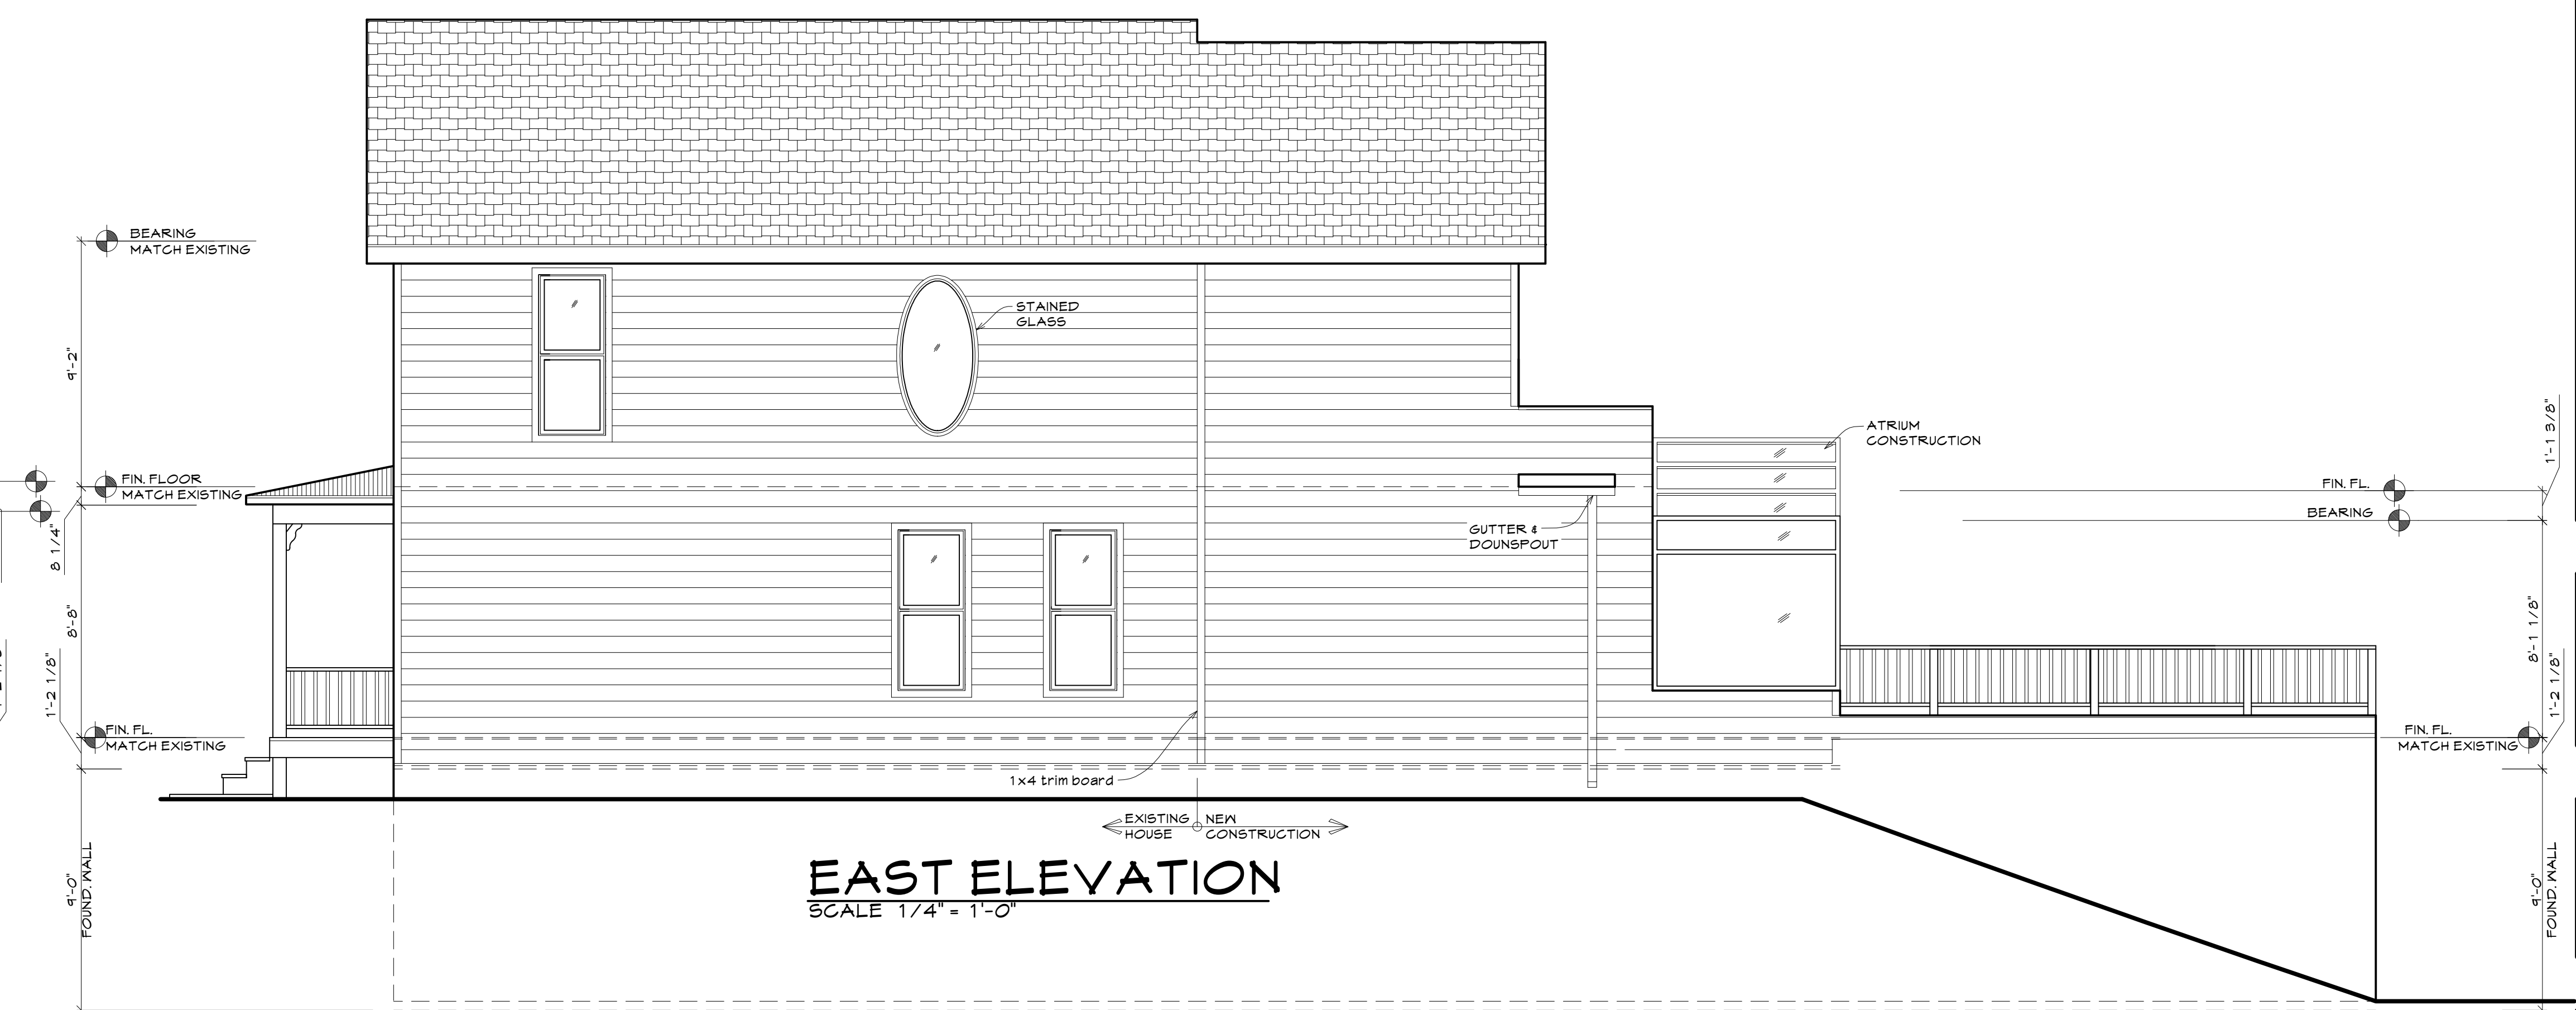 BEARING
MATCH EXISTING
9'-2"
FIN. FLOOR
MATCH EXISTING
8 1/4"
8'-8"
1'-2 1/8"
FIN. FL.
MATCH EXISTING
9'-0"
FOUND. WALL
STAINED
GLASS
ATRIUM
CONSTRUCTION
GUTTER &
DOUNSPOUT
1x4 trim board
EXISTING
HOUSE
NEW
CONSTRUCTION
EAST ELEVATION
SCALE 1/4" = 1'-0"
1'-1 3/8"
FIN. FL.
BEARING
8'-1 1/8"
1'-2 1/8"
FIN. FL.
MATCH EXISTING
9'-0"
FOUND. WALL